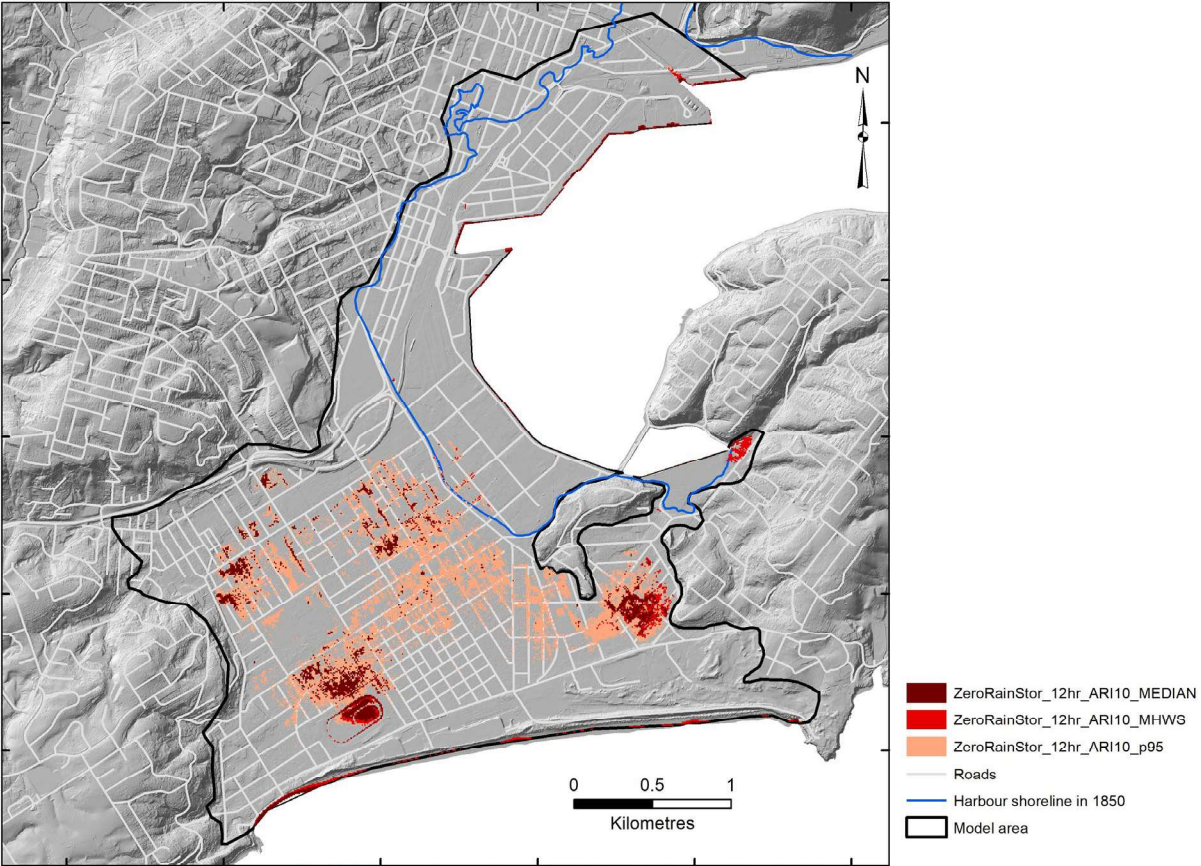 N
ZeroRainStor_12hr_ARI10_MEDIAN
ZeroRainStor_12hr_ARI10_MHWS
ZeroRainStor_12hr_ARI10_p95
Roads
Harbour shoreline in 1850
Model area
0 0.5 1
Kilometres